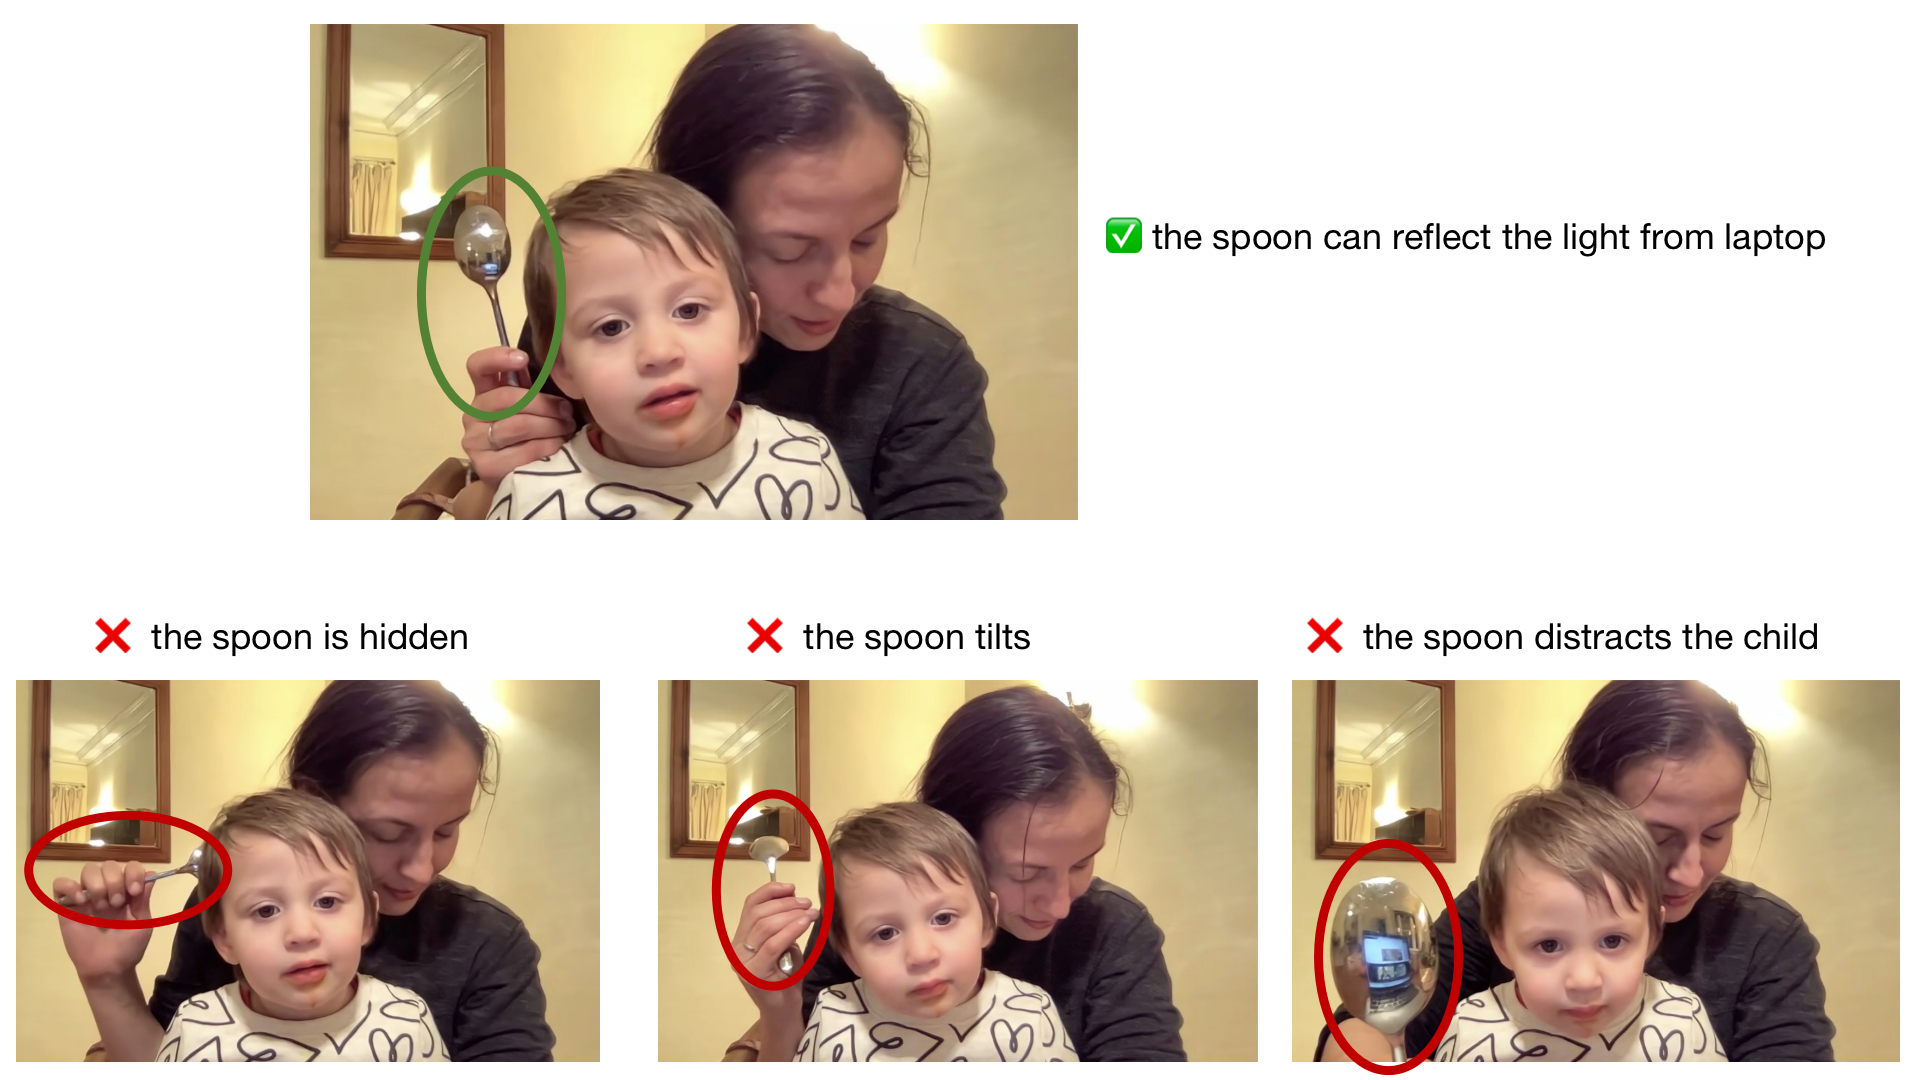 ✅ the spoon can reflect the light from laptop
❌ the spoon is hidden
❌ the spoon tilts
❌ the spoon distracts the child